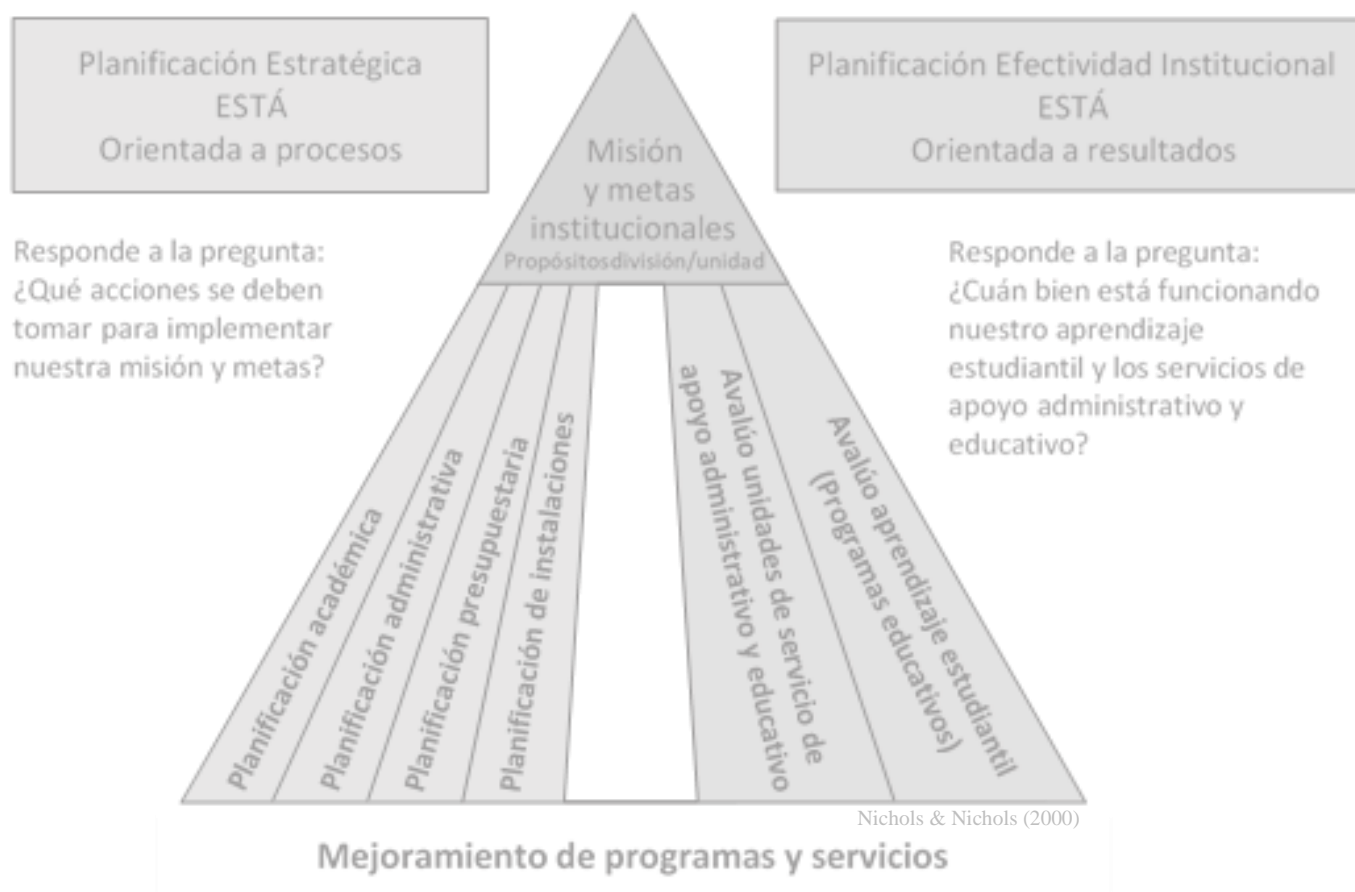 Planificación Estratégica
ESTÁ
Orientada a procesos
Planificación Efectividad Institucional
ESTÁ
Orientada a resultados
Misión
y metas
institucionales
Propósitosdivisión/unidad
Responde a la pregunta:
¿Qué acciones se deben
tomar para implementar
nuestra misión y metas?
Responde a la pregunta:
¿Cuán bien está funcionando
nuestro aprendizaje
estudiantil y los servicios de
apoyo administrativo y
educativo?
Planificación académica
Planificación administrativa
Planificación presupuestaria
Planificación de instalaciones
Avalúo unidades de servicio de
apoyo administrativo y educativo
Avalúo aprendizaje estudiantil
(Programas educativos)
Nichols & Nichols (2000)
Mejoramiento de programas y servicios